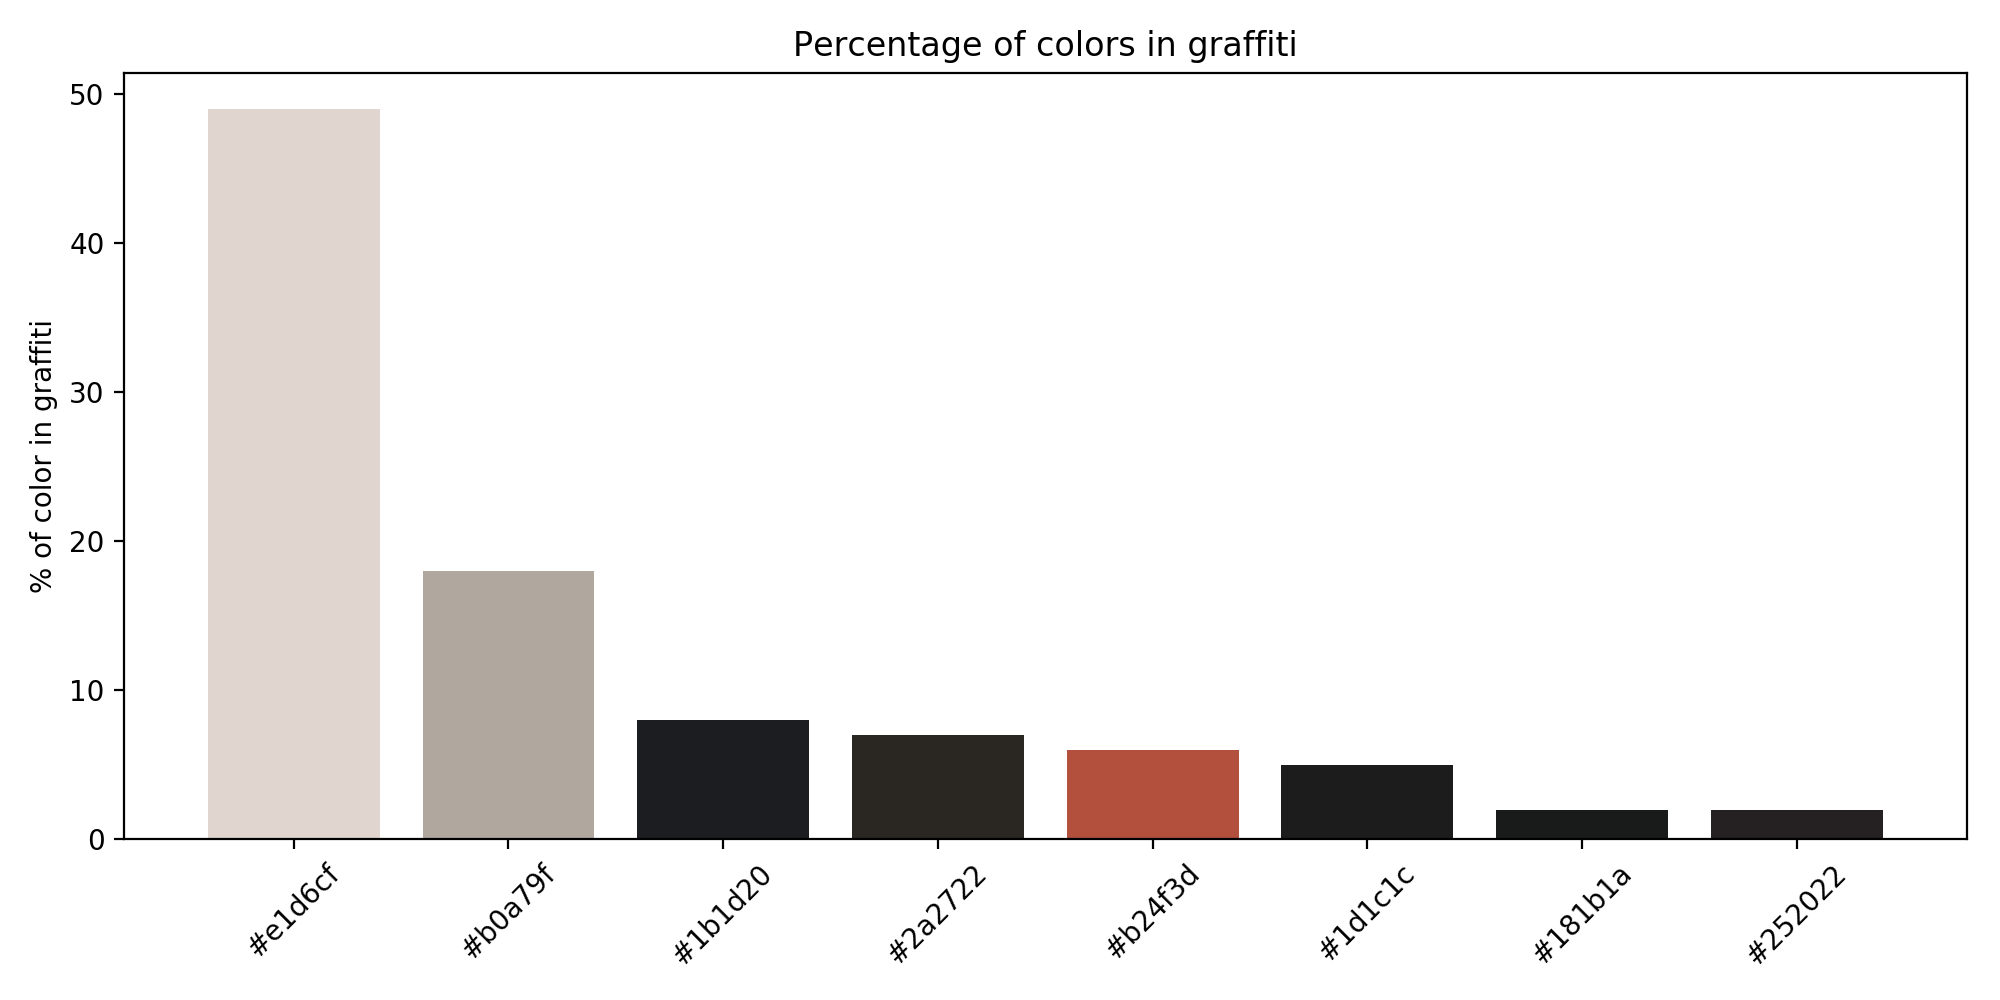 Percentage of colors in graffiti
% of color in graffiti
50
40
30
20
10
0
#e1d6cf
#b0a79f
#1b1d20
#2a2722
#b24f3d
#1d1c1c
#181b1a
#252022